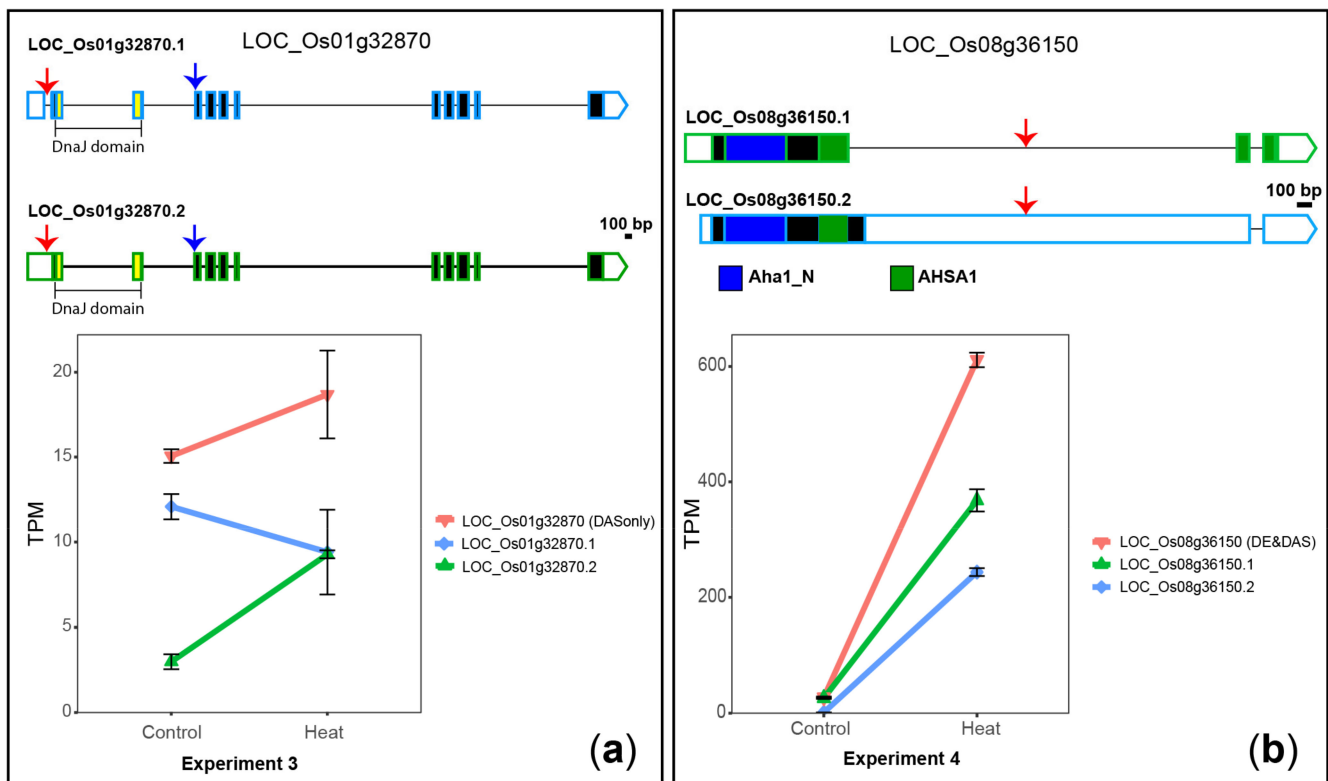 LOC_Os01g32870
LOC_Os01g32870.1
DnaJ domain
LOC_Os01g32870.2
100 bp
DnaJ domain
20
15
10
5
0
TPM
Control
Heat
Experiment 3
LOC_Os01g32870 (DASonly)
LOC_Os01g32870.1
LOC_Os01g32870.2
(a)
LOC_Os08g36150
LOC_Os08g36150.1
LOC_Os08g36150.2
100 bp
Aha1_N
AHSA1
600
400
200
0
TPM
Control
Heat
Experiment 4
LOC_Os08g36150 (DE&DAS)
LOC_Os08g36150.1
LOC_Os08g36150.2
(b)